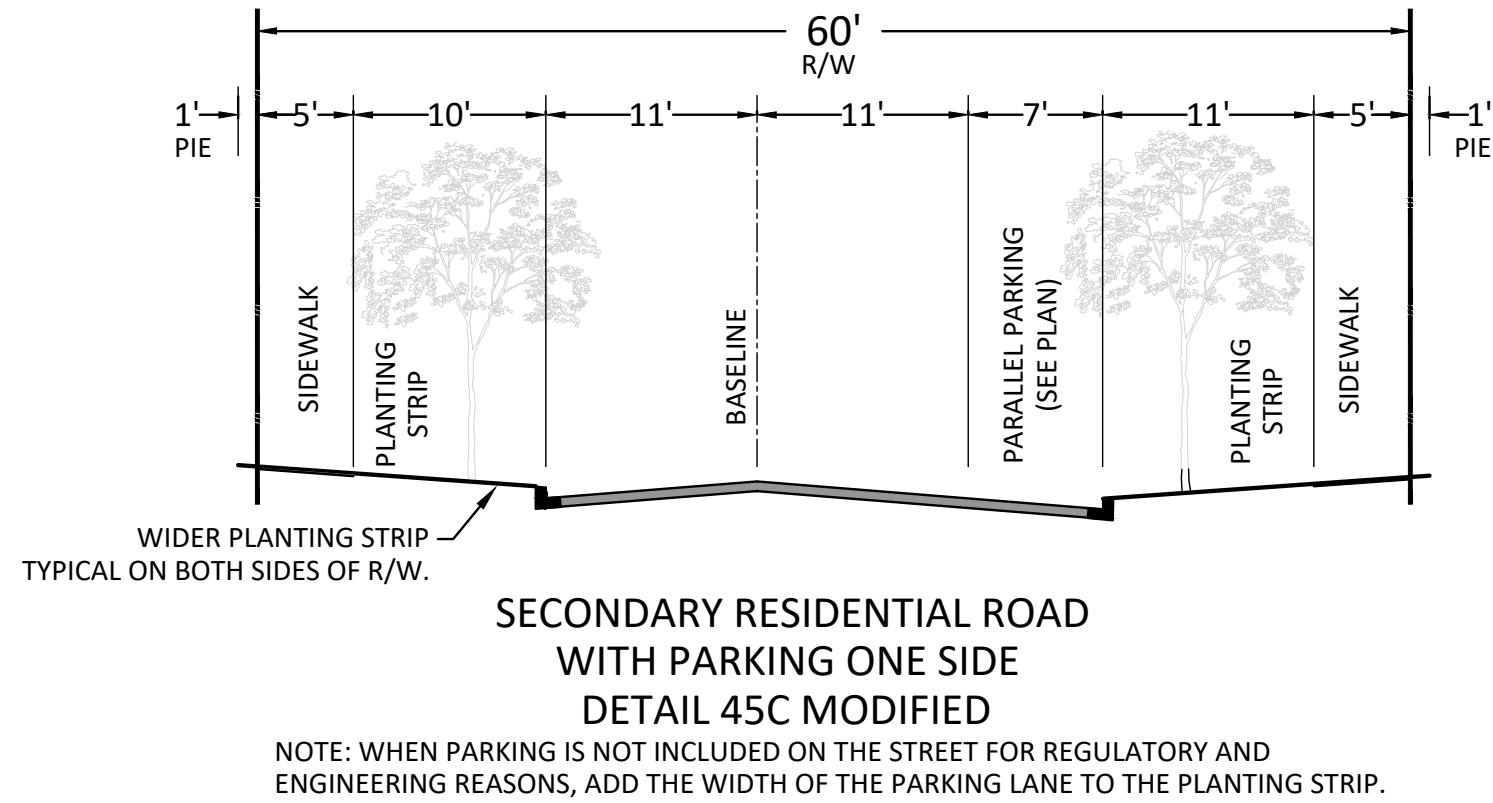 60'
R/W
1' 5' 10' 11' 11' 7' 11' 5' 1'
PIE
PIE
SIDEWALK
PLANTING
STRIP
BASELINE
PARALLEL PARKING
(SEE PLAN)
PLANTING
STRIP
SIDEWALK
WIDER PLANTING STRIP
TYPICAL ON BOTH SIDES OF R/W.
SECONDARY RESIDENTIAL ROAD
WITH PARKING ONE SIDE
DETAIL 45C MODIFIED
NOTE: WHEN PARKING IS NOT INCLUDED ON THE STREET FOR REGULATORY AND
ENGINEERING REASONS, ADD THE WIDTH OF THE PARKING LANE TO THE PLANTING STRIP.